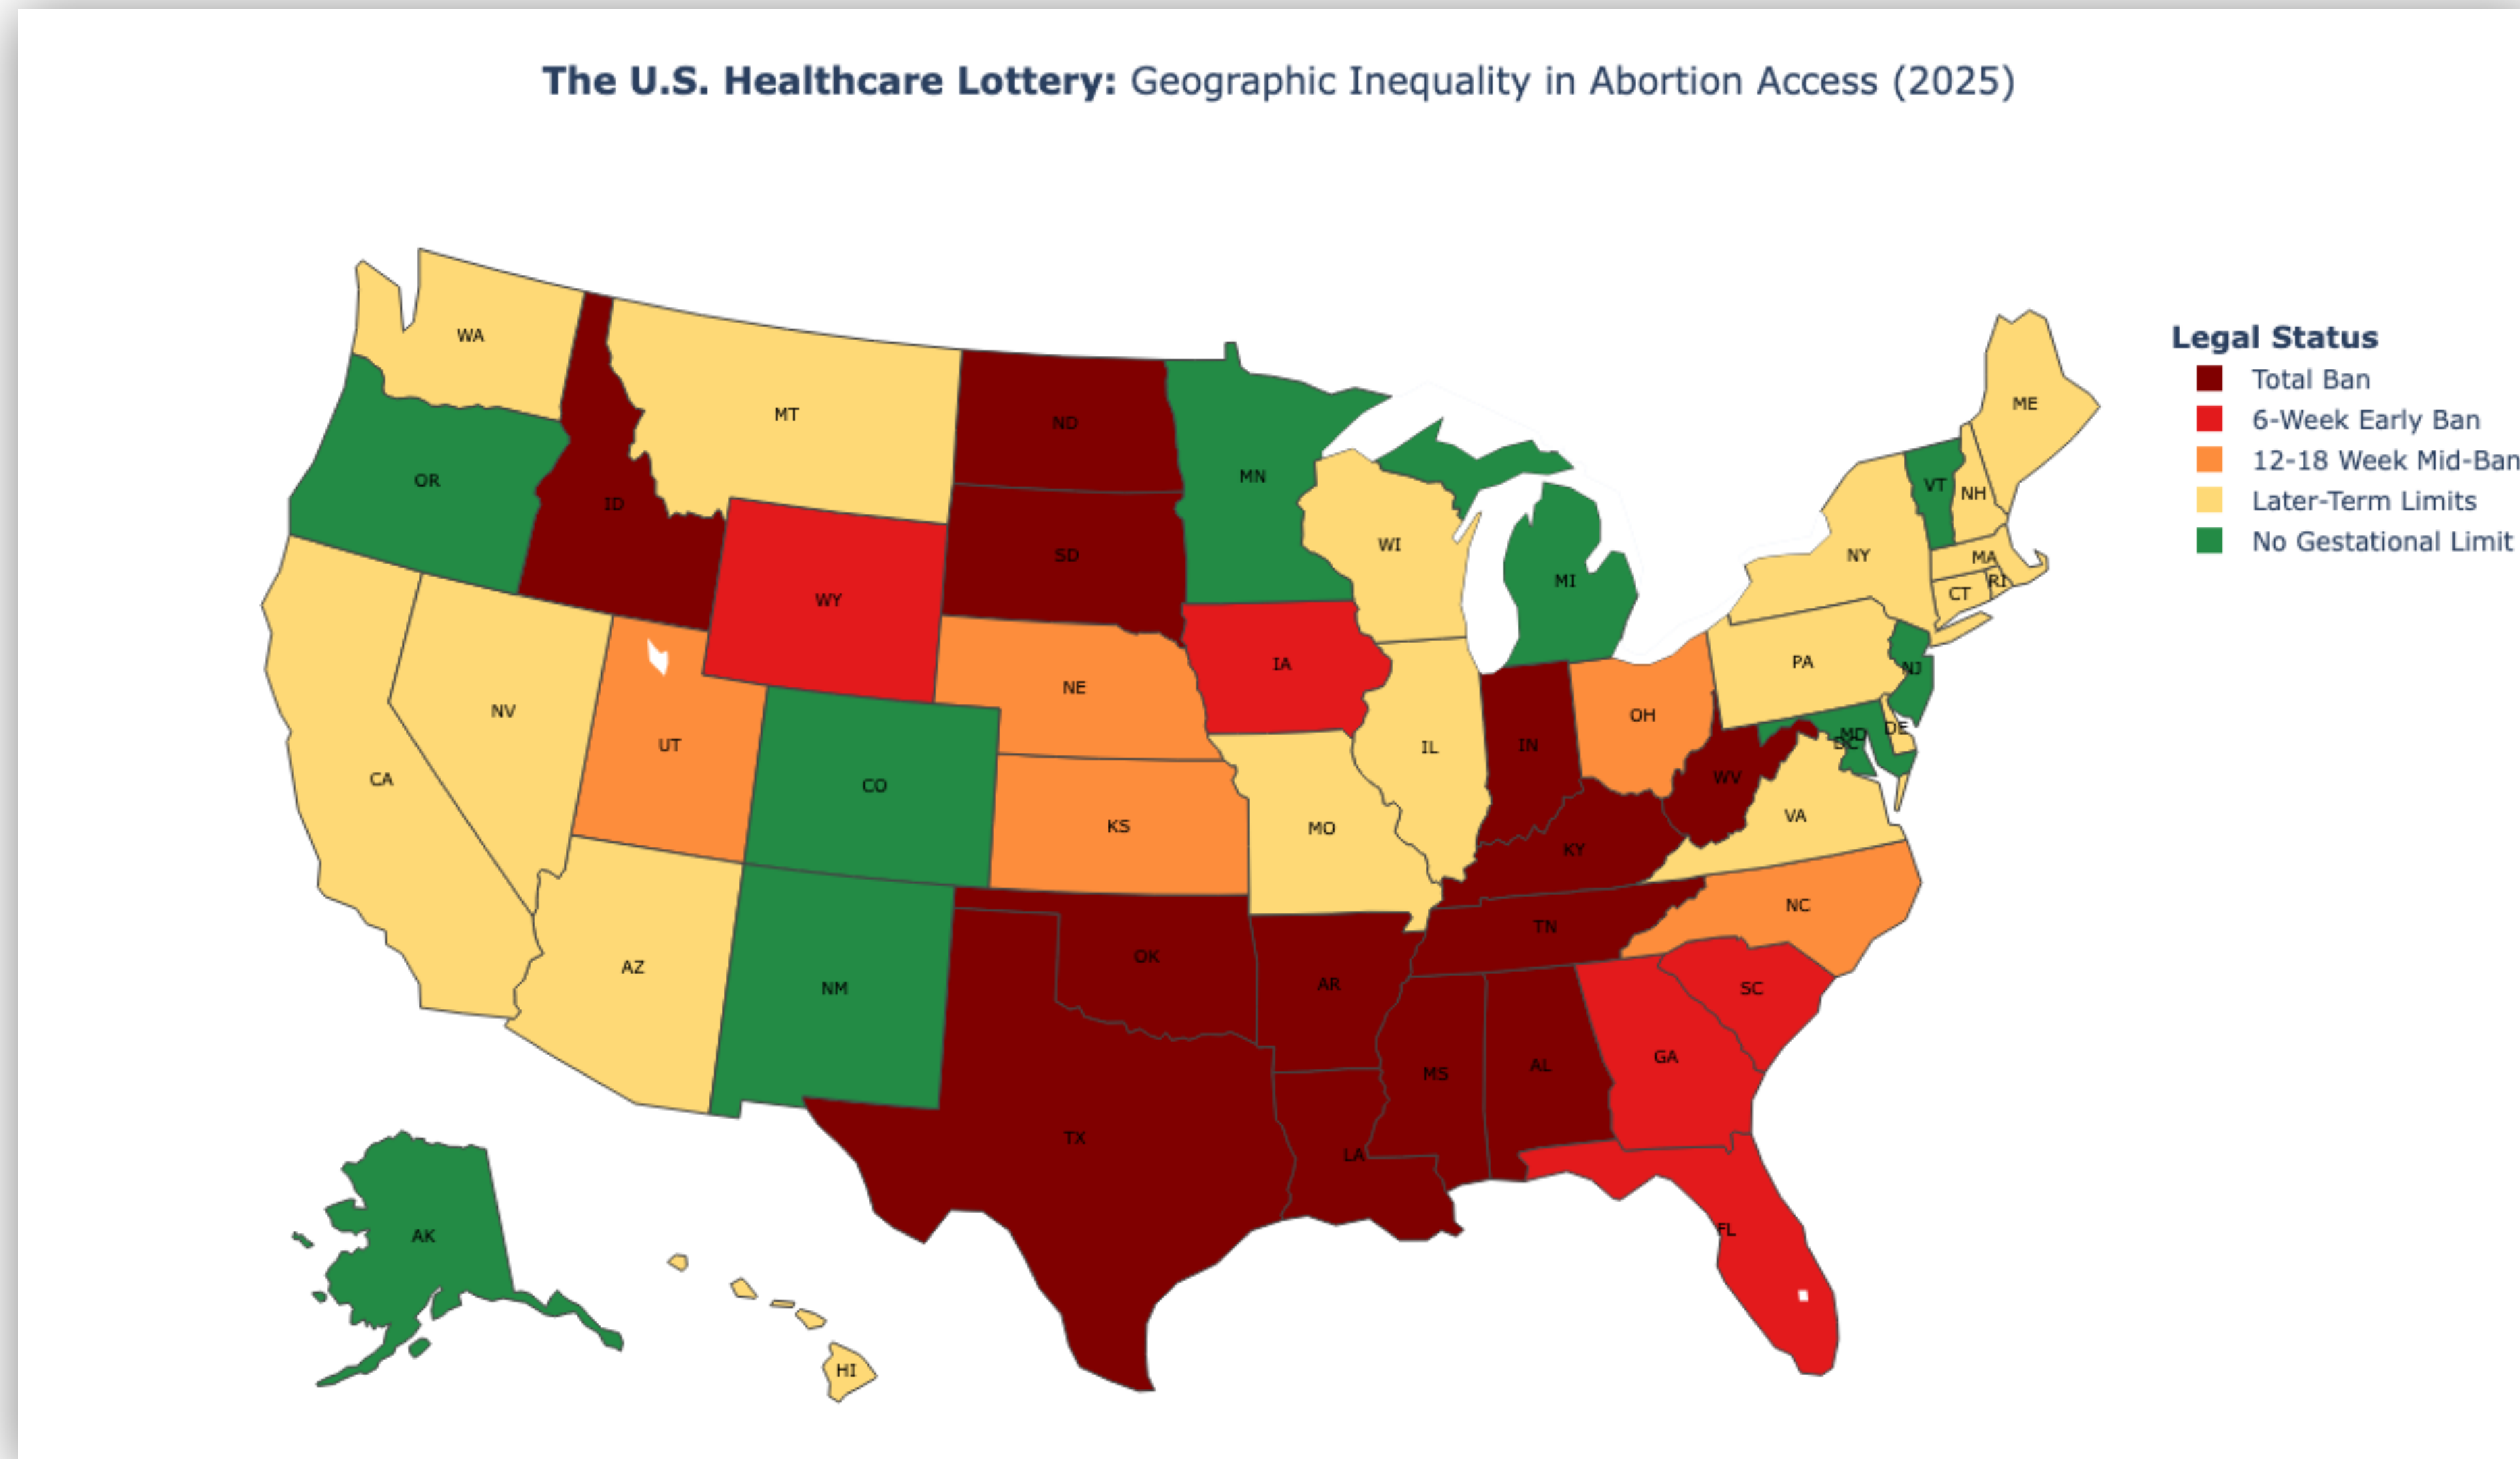 The U.S. Healthcare Lottery: Geographic Inequality in Abortion Access (2025)
Legal Status
Total Ban
6-Week Early Ban
12-18 Week Mid-Ban
Later-Term Limits
No Gestational Limit
WA
MT
ND
MN
ME
OR
ID
SD
WI
MI
VT
NH
NY
MA
RI
CT
WY
IA
NE
PA
NJ
NV
UT
CO
IL
IN
OH
DE
MD
DC
WV
CA
KS
MO
KY
VA
AZ
NM
OK
AR
TN
NC
SC
GA
MS
AL
TX
LA
FL
AK
HI